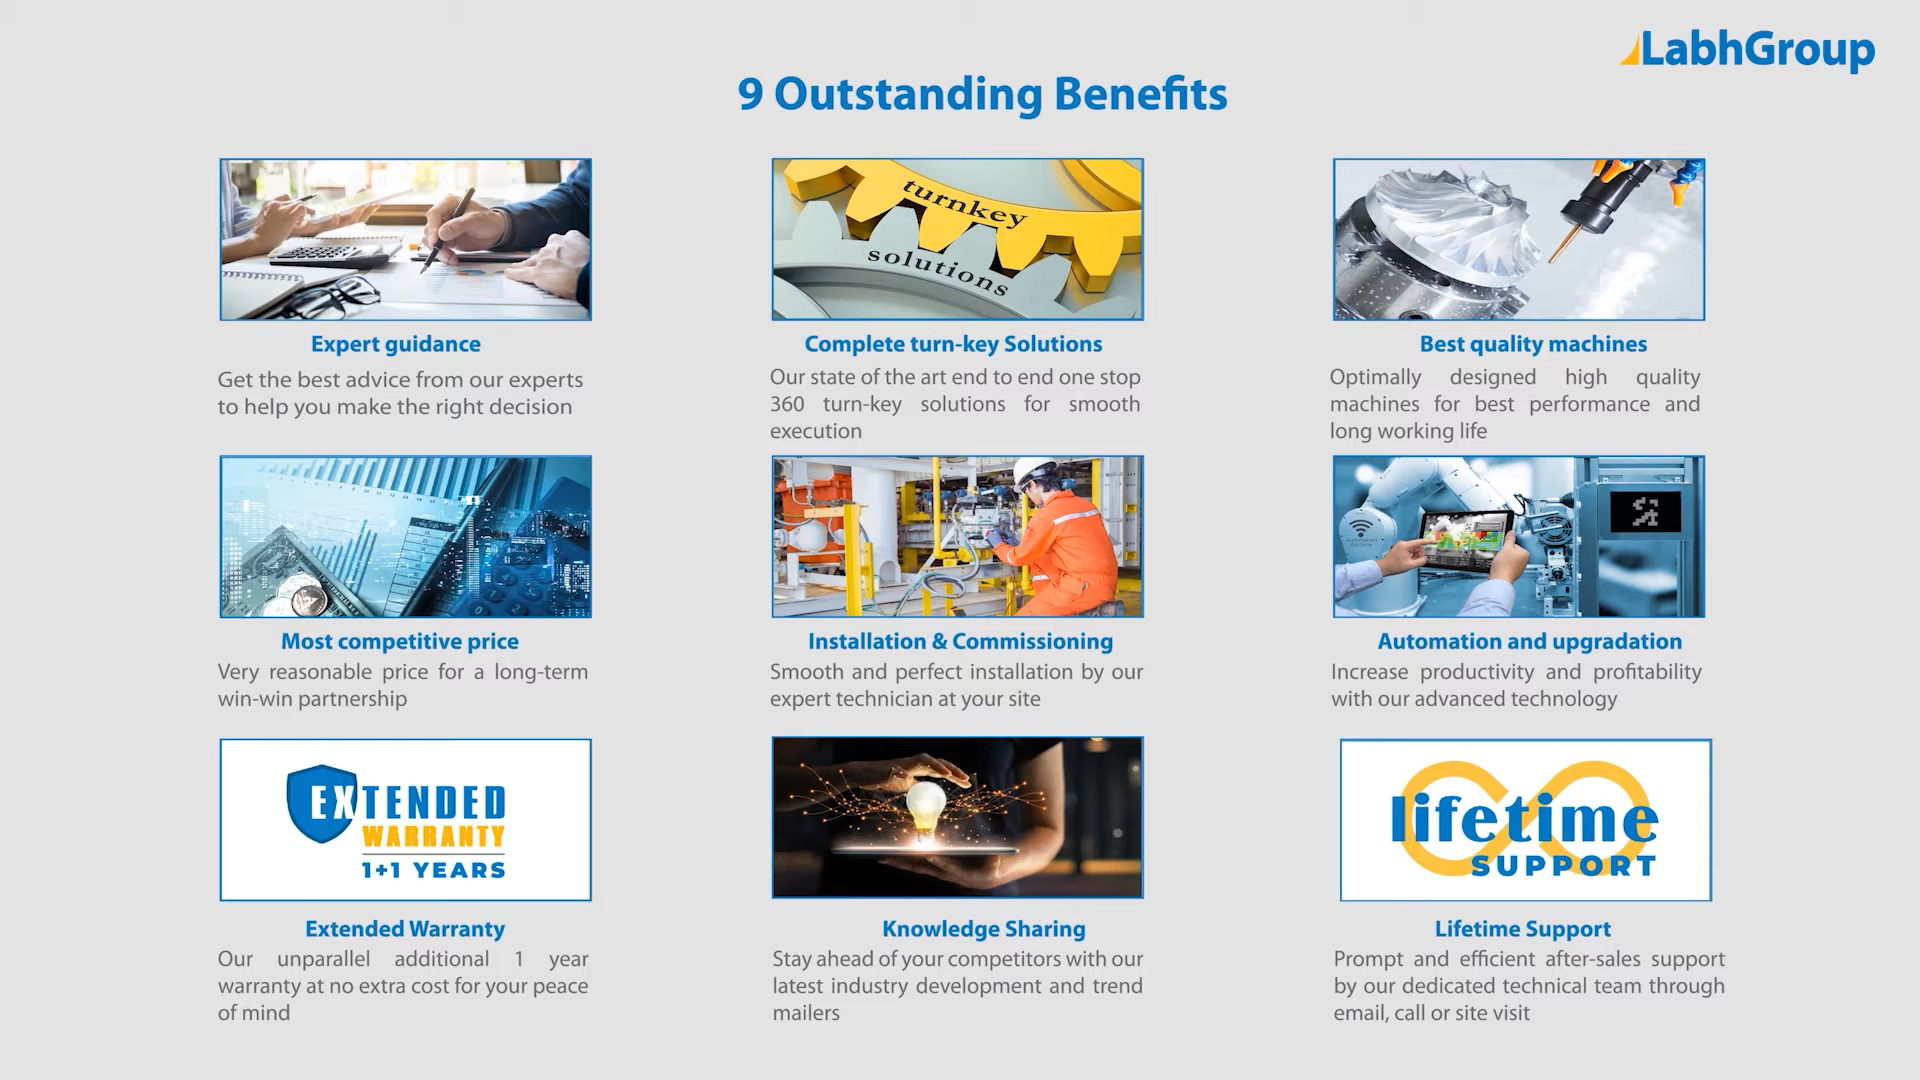 LabhGroup
9 Outstanding Benefits
turnkey
solutions
Expert guidance
Get the best advice from our experts
to help you make the right decision
Complete turn-key Solutions
Our state of the art end to end one stop
360 turn-key solutions for smooth
execution
Best quality machines
Optimally designed high quality
machines for best performance and
long working life
Most competitive price
Very reasonable price for a long-term
win-win partnership
Installation & Commissioning
Smooth and perfect installation by our
expert technician at your site
Automation and upgradation
Increase productivity and profitability
with our advanced technology
EXTENDED
WARRANTY
1+1 YEARS
lifetime
SUPPORT
Extended Warranty
Our unparallel additional 1 year
warranty at no extra cost for your peace
of mind
Knowledge Sharing
Stay ahead of your competitors with our
latest industry development and trend
mailers
Lifetime Support
Prompt and efficient after-sales support
by our dedicated technical team through
email, call or site visit